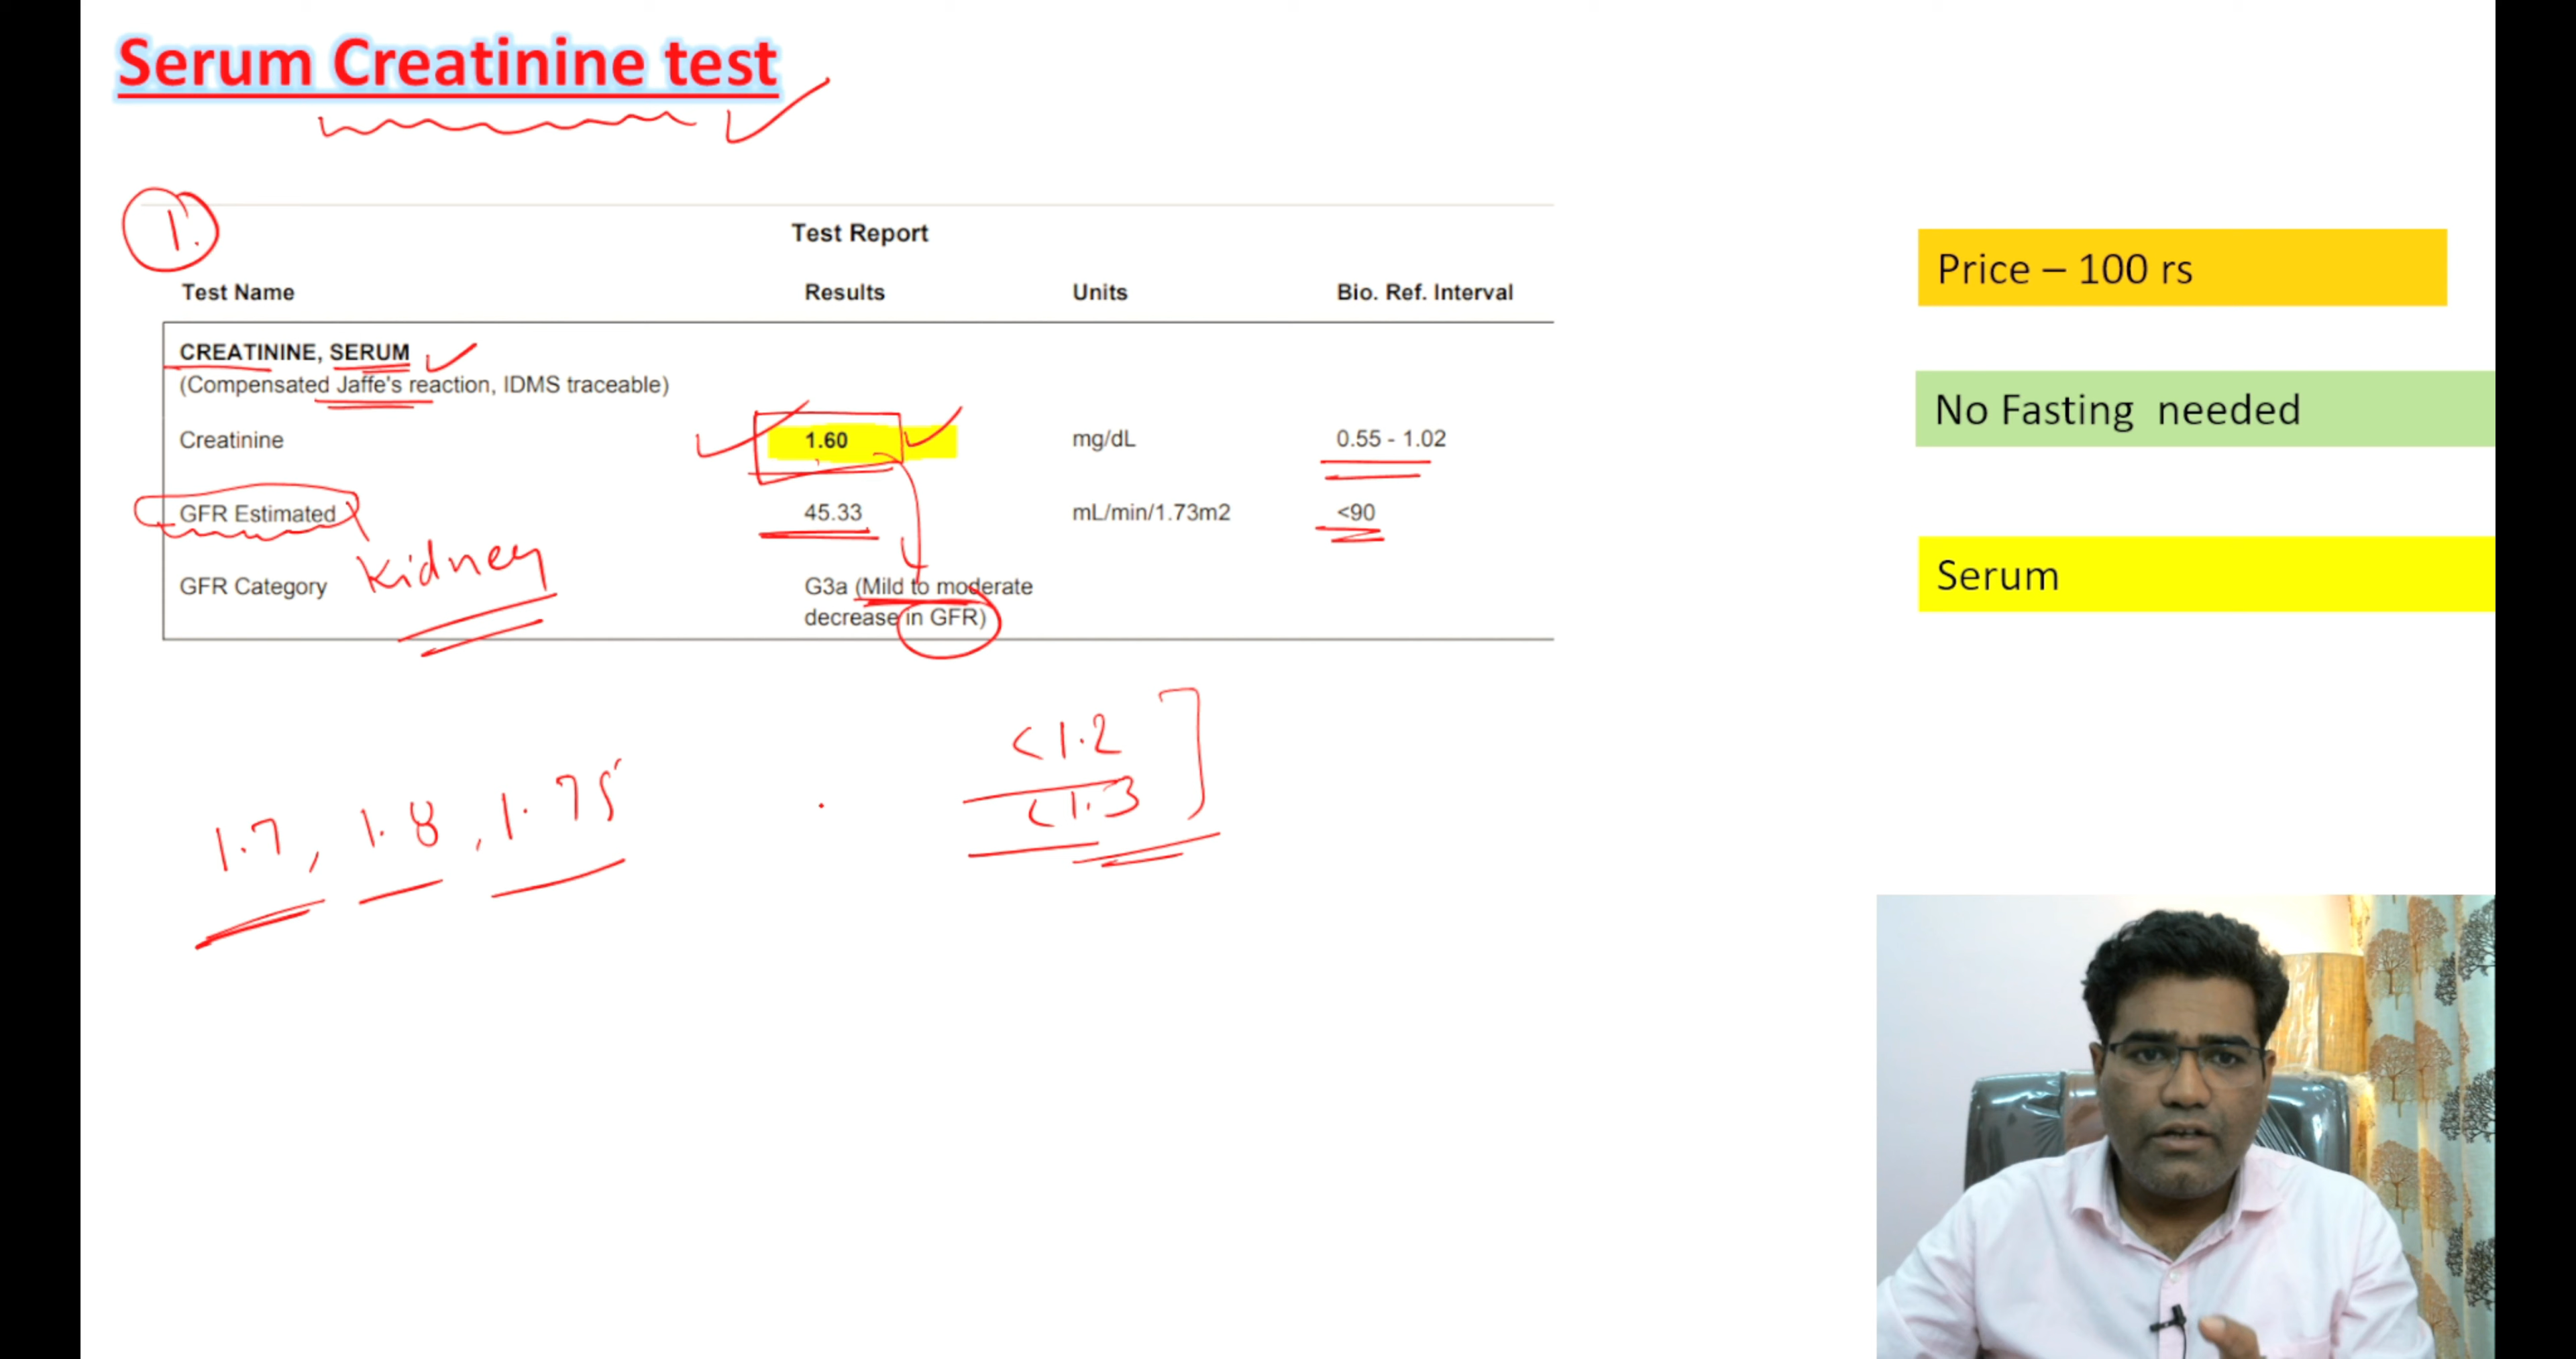 Serum Creatinine test
1.
Test Report
Test Name Results Units Bio. Ref. Interval
CREATININE, SERUM
(Compensated Jaffe's reaction, IDMS traceable)
Creatinine 1.60 mg/dL 0.55 - 1.02
GFR Estimated 45.33 mL/min/1.73m2 <90
Kidney
GFR Category G3a (Mild to moderate
decrease in GFR)
<1.2
<1.3
1.7, 1.8, 1.75
Price – 100 rs
No Fasting needed
Serum